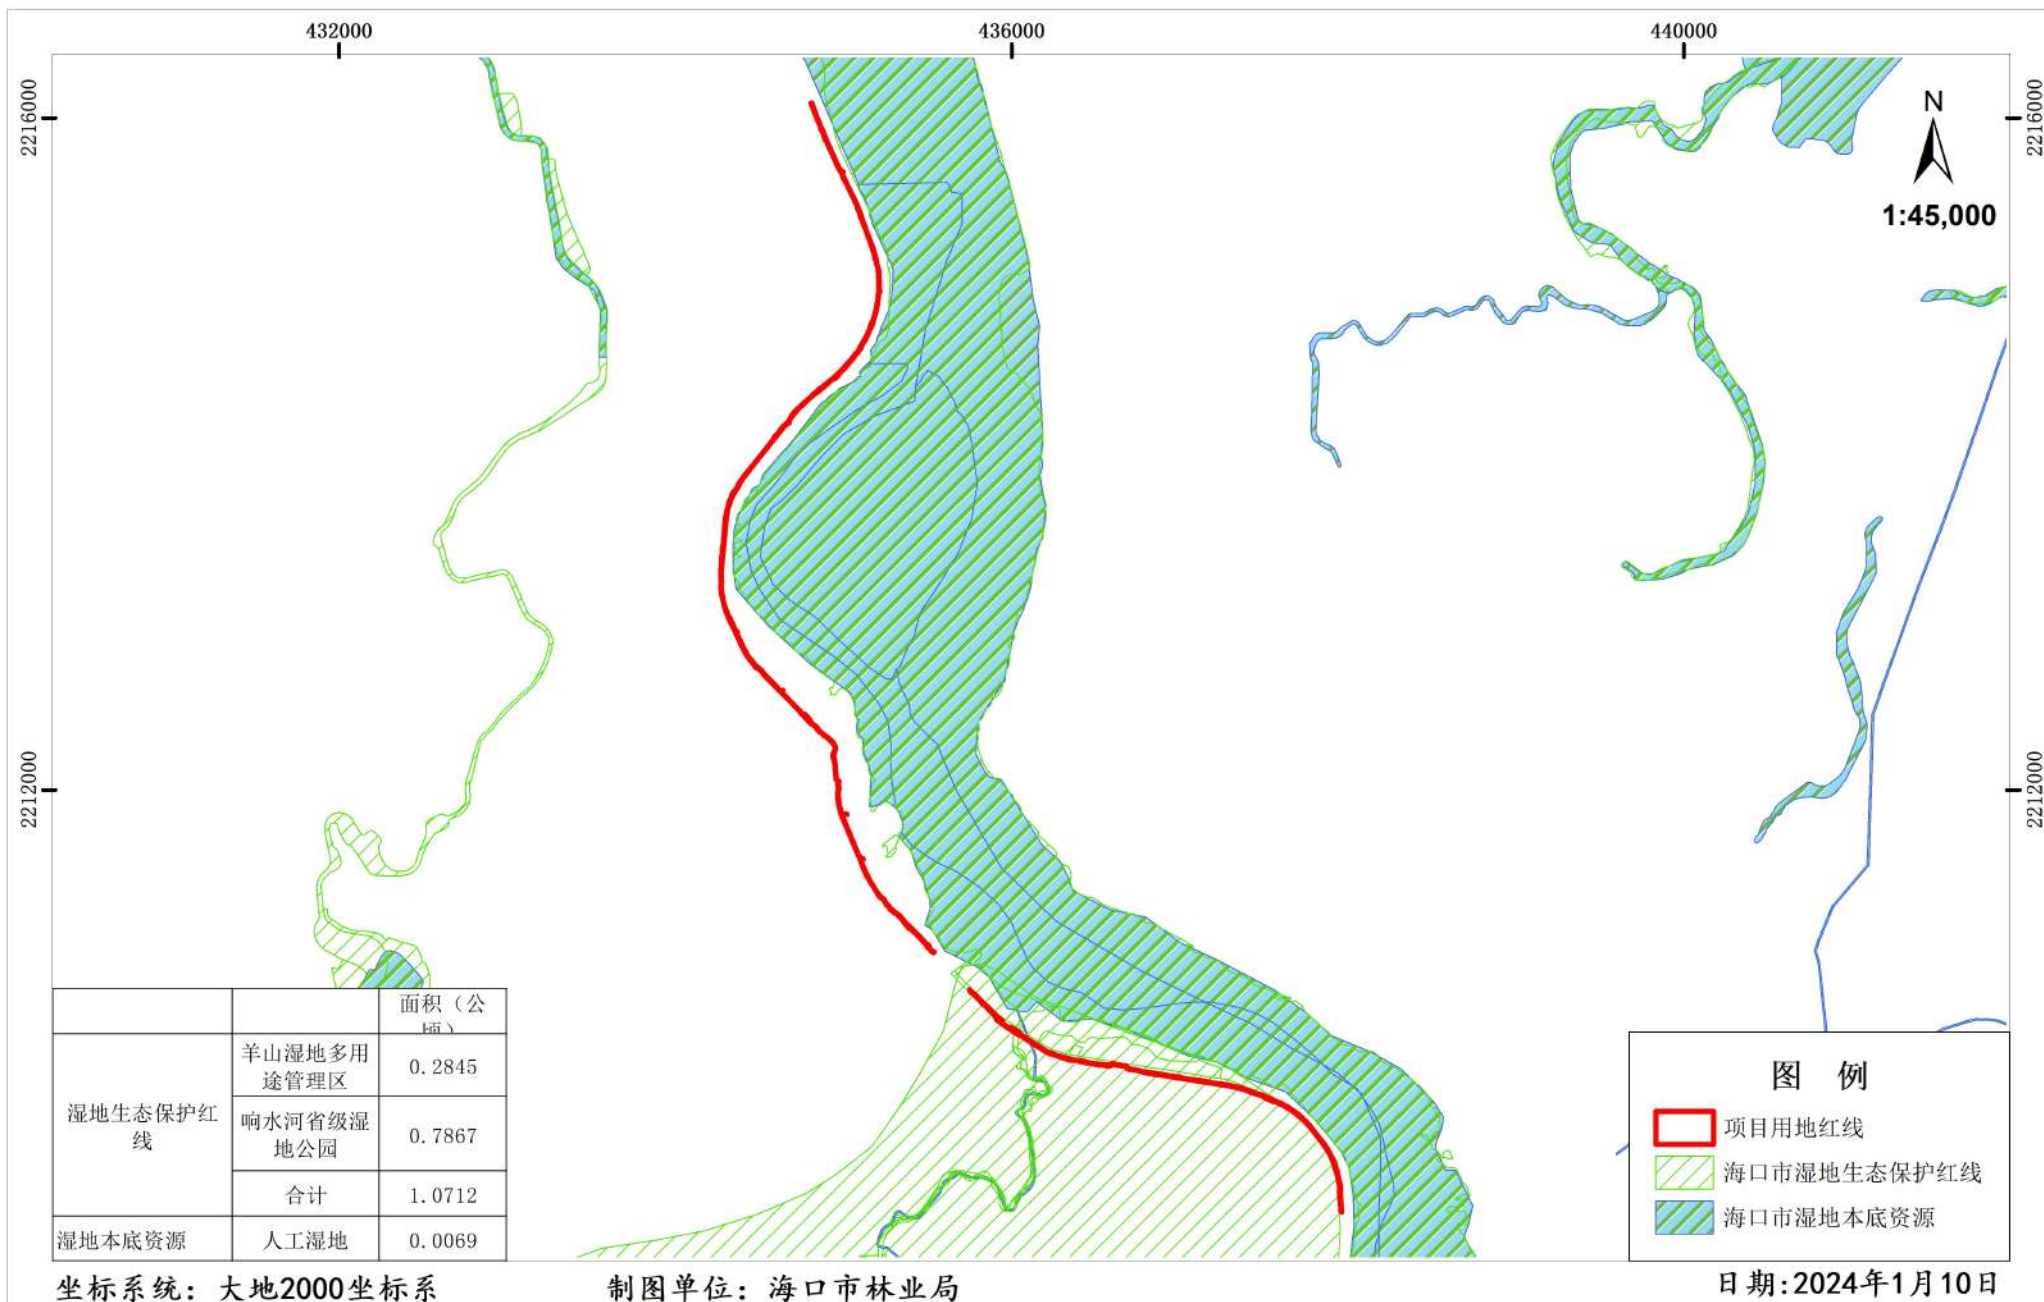 432000
436000
440000
2216000
2216000
N
1:45,000
2212000
2212000
面积（公
顷）
湿地生态保护红
线
羊山湿地多用
途管理区
0.2845
响水河省级湿
地公园
0.7867
合计
1.0712
湿地本底资源
人工湿地
0.0069
图 例
项目用地红线
海口市湿地生态保护红线
海口市湿地本底资源
坐标系统：大地2000坐标系
制图单位：海口市林业局
日期:2024年1月10日